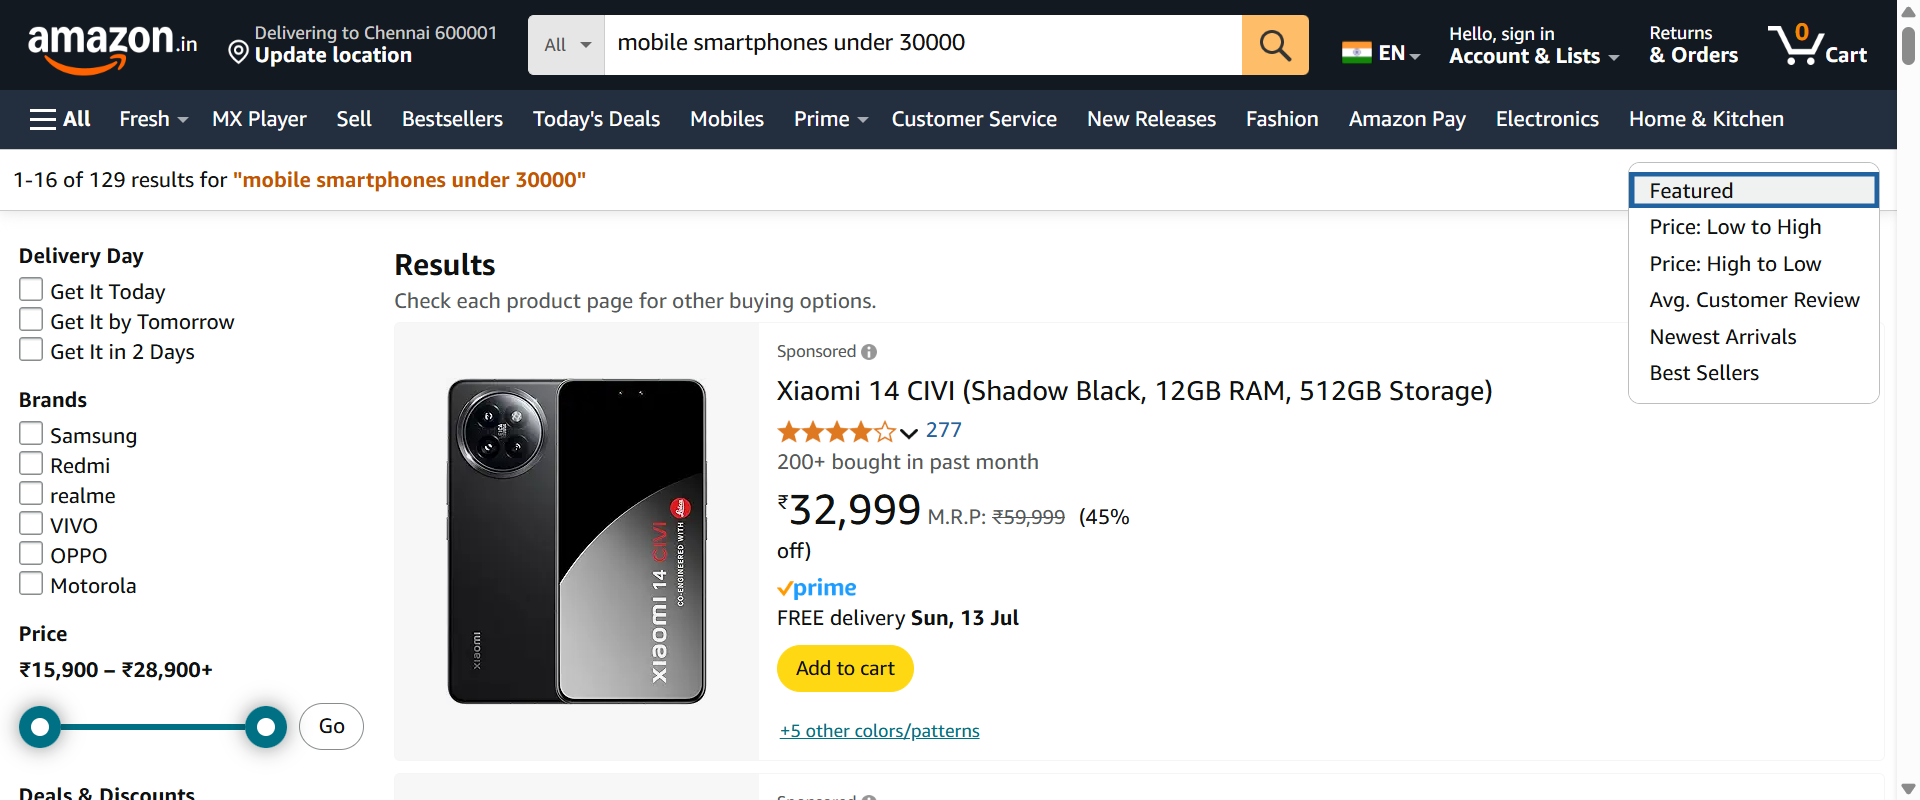 amazon.in
Delivering to Chennai 600001
Update location
All
mobile smartphones under 30000
EN
Hello, sign in
Account & Lists
Returns
& Orders
0
Cart
All
Fresh
MX Player
Sell
Bestsellers
Today's Deals
Mobiles
Prime
Customer Service
New Releases
Fashion
Amazon Pay
Electronics
Home & Kitchen
1-16 of 129 results for "mobile smartphones under 30000"
Featured
Price: Low to High
Price: High to Low
Avg. Customer Review
Newest Arrivals
Best Sellers
Delivery Day
Get It Today
Get It by Tomorrow
Get It in 2 Days
Brands
Samsung
Redmi
realme
VIVO
OPPO
Motorola
Price
₹15,900 – ₹28,900+
Go
Deals & Discounts
Results
Check each product page for other buying options.
xiaomi
Xiaomi 14 CIVI
CO-ENGINEERED WITH Leica
Sponsored
Xiaomi 14 CIVI (Shadow Black, 12GB RAM, 512GB Storage)
277
200+ bought in past month
₹32,999 M.R.P: ₹59,999 (45%
off)
prime
FREE delivery Sun, 13 Jul
Add to cart
+5 other colors/patterns
Sponsored